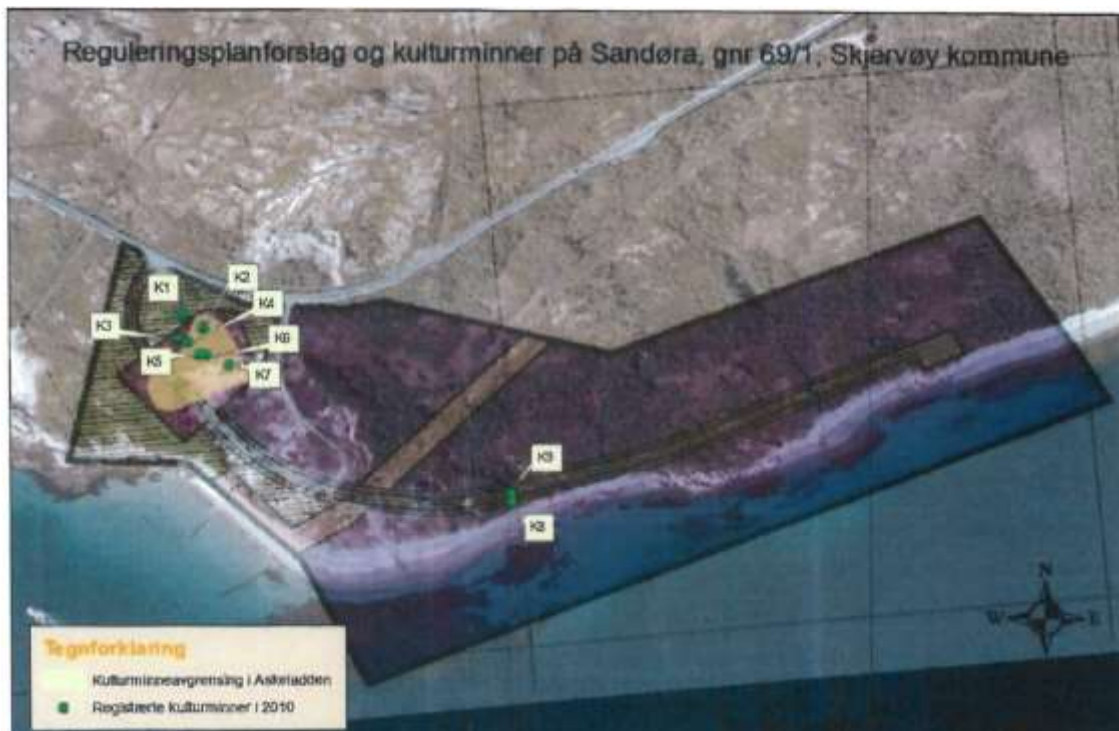 Reguleringsplanforslag og kulturminner på Sandøra, gnr 69/1, Skjervøy kommune
K2
K1
K4
K3
K6
K5
K7
K9
K8
N
W E
S
Tegnforklaring
Kulturminneavgrensing i Askeladden
Registrerte kulturminner i 2010